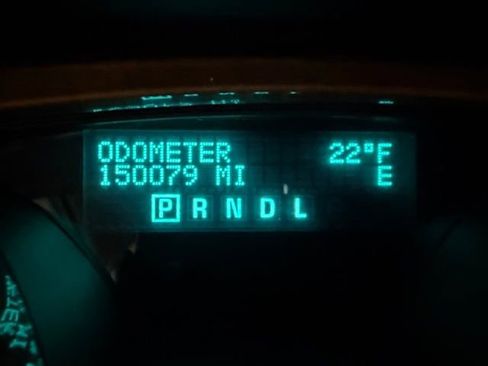 ODOMETER 22°F
150079 MI E
P R N D L